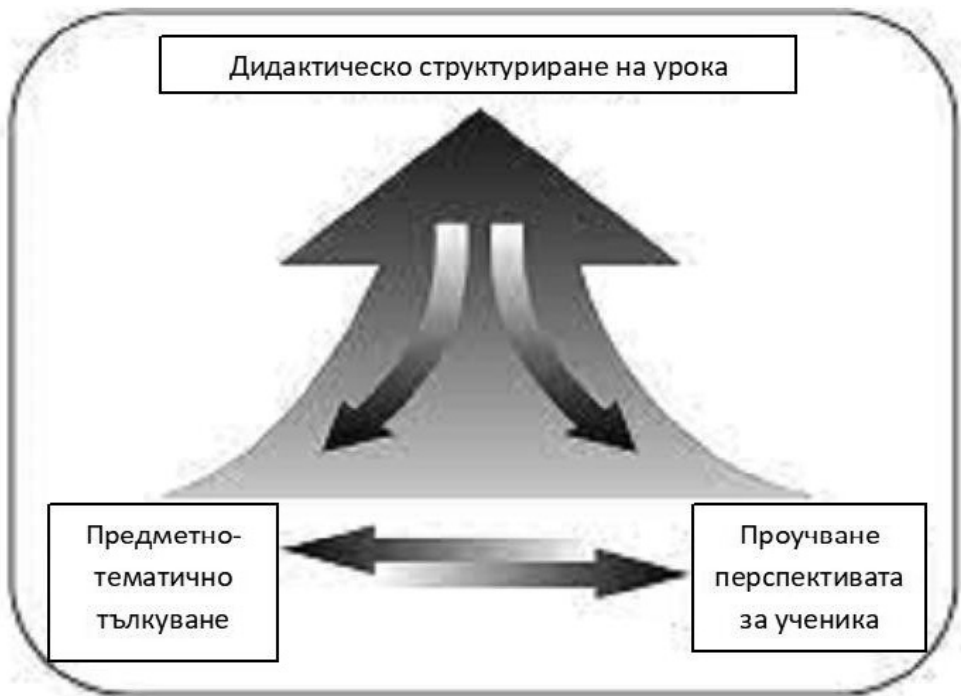 Дидактическо структуриране на урока
Предметно-
тематично
тълкуване
Проучване
перспективата
за ученика